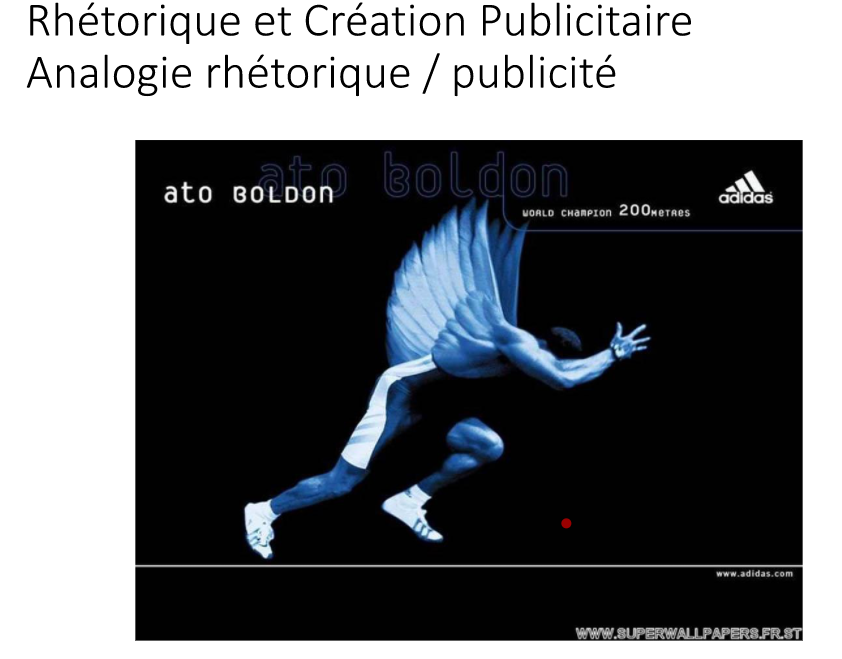 Rhétorique et Création Publicitaire
Analogie rhétorique / publicité
ato Boldon
ato BOLDON
WORLD CHAMPION 200METRES
adidas
www.adidas.com
WWW.SUPERWALLPAPERS.FR.ST